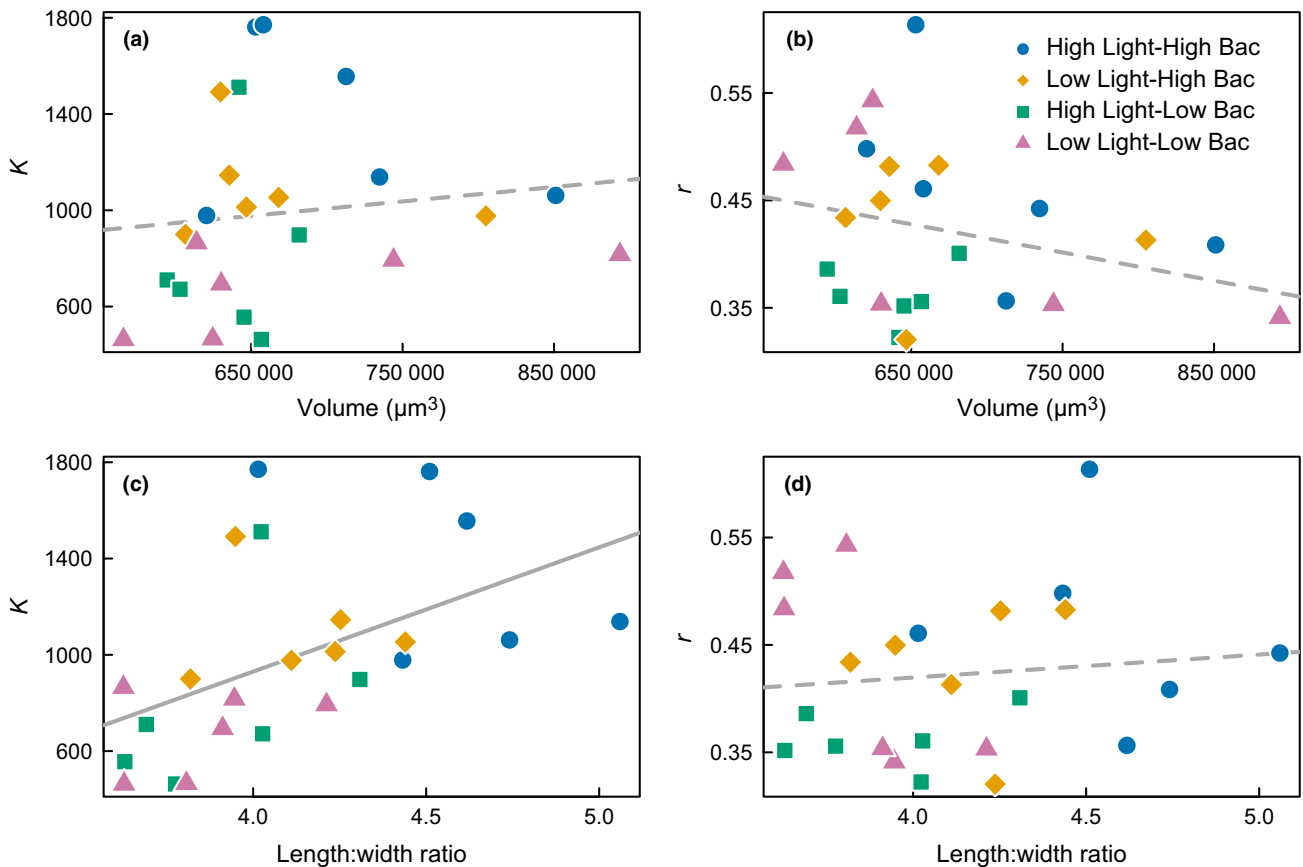 (a)
1800
1400
1000
600
K
650 000
750 000
850 000
Volume (µm³)
(b)
High Light-High Bac
Low Light-High Bac
High Light-Low Bac
Low Light-Low Bac
0.55
0.45
0.35
r
650 000
750 000
850 000
Volume (µm³)
(c)
1800
1400
1000
600
K
4.0
4.5
5.0
Length:width ratio
(d)
0.55
0.45
0.35
r
4.0
4.5
5.0
Length:width ratio